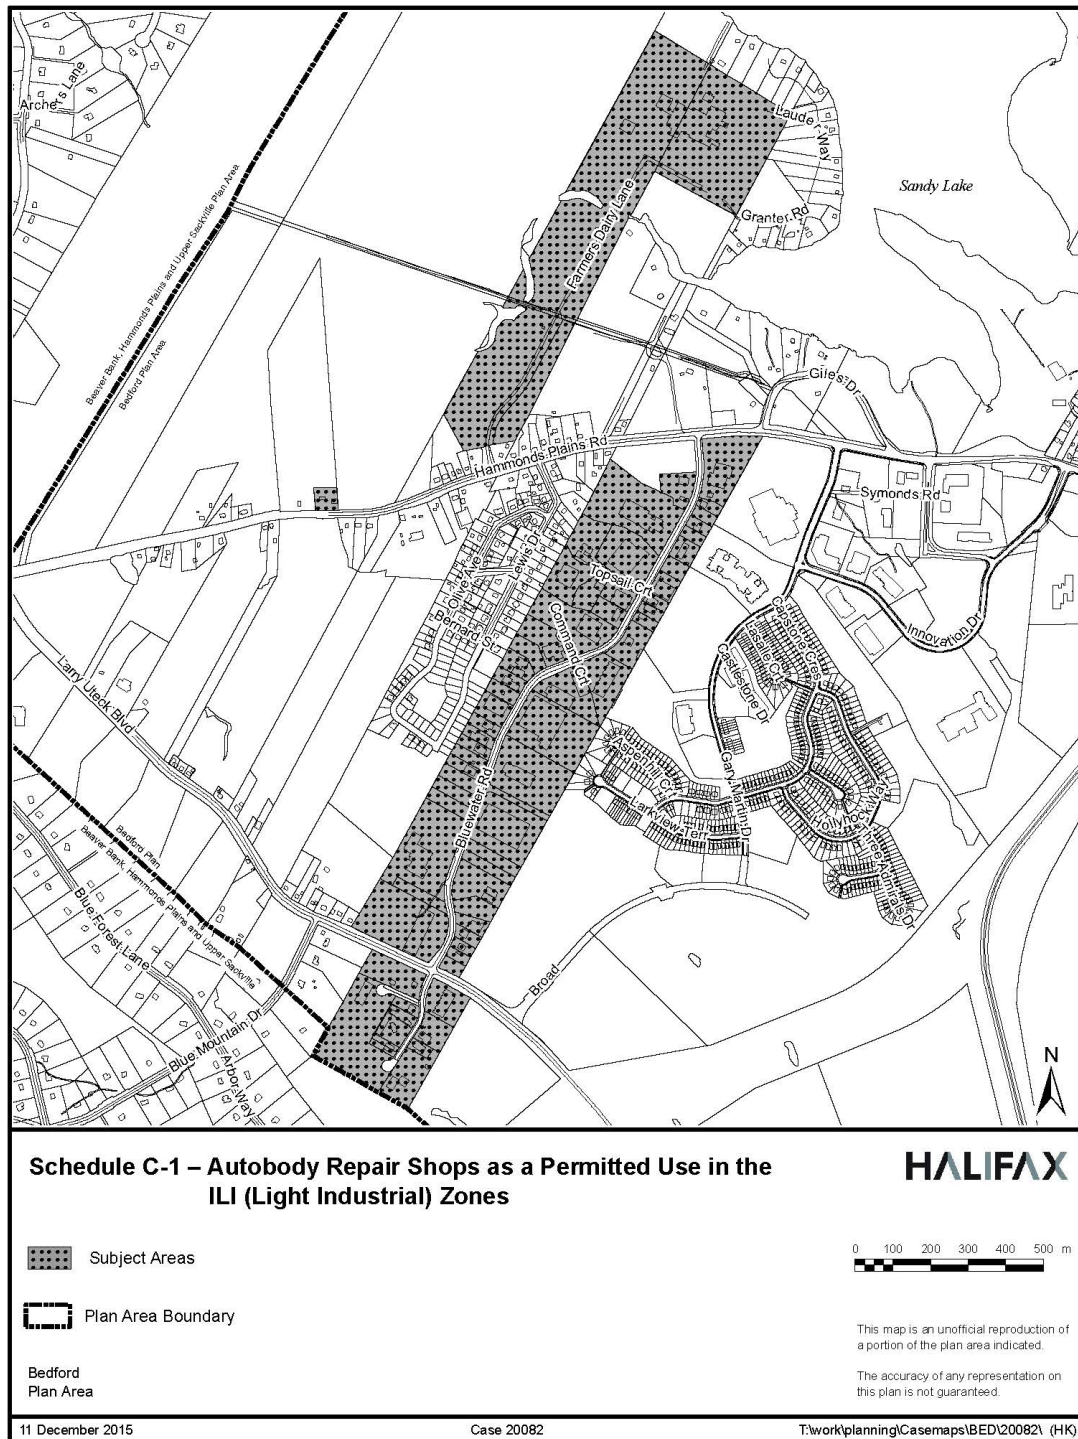 Archers Lane
Beaver Bank, Hammonds Plains and Upper Sackville Plan Area
Bedford Plan Area
Lauder Way
Sandy Lake
Granter Rd
Farmers Dairy Lane
Giles Dr
Hammonds Plains Rd
Symonds Rd
Olive Ave
Lewis Dr
Topsail Crt
Bernard St
Command Crt
Innovation Dr
Capstone Cres
Castlestone Dr
Larry Uteck Blvd
Aspenhill Crt
Gary Martin Dr
Larkview Terr
Hollyhock Way
Three Admirals Dr
Bluewater Rd
Bedford Plan
Beaver Bank, Hammonds Plains and Upper Sackville
Blue Forest Lane
Broad
Blue Mountain Dr
Arbor Way
N
Schedule C-1 – Autobody Repair Shops as a Permitted Use in the
ILI (Light Industrial) Zones
HALIFAX
Subject Areas
0 100 200 300 400 500 m
Plan Area Boundary
This map is an unofficial reproduction of
a portion of the plan area indicated.
The accuracy of any representation on
this plan is not guaranteed.
Bedford
Plan Area
11 December 2015
Case 20082
T:\work\planning\Casemaps\BED\20082\ (HK)